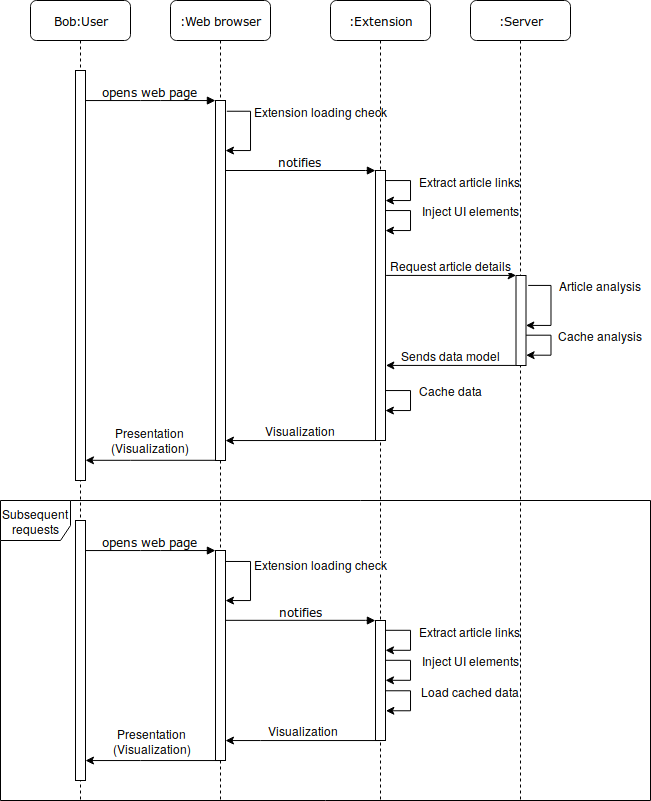 Bob:User
:Web browser
:Extension
:Server
opens web page
Extension loading check
notifies
Extract article links
Inject UI elements
Request article details
Article analysis
Cache analysis
Sends data model
Cache data
Visualization
Presentation
(Visualization)
Subsequent
requests
opens web page
Extension loading check
notifies
Extract article links
Inject UI elements
Load cached data
Visualization
Presentation
(Visualization)